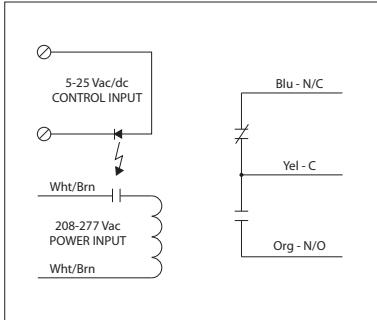 5-25 Vac/dc
CONTROL INPUT
Wht/Brn
208-277 Vac
POWER INPUT
Wht/Brn
Blu - N/C
Yel - C
Org - N/O